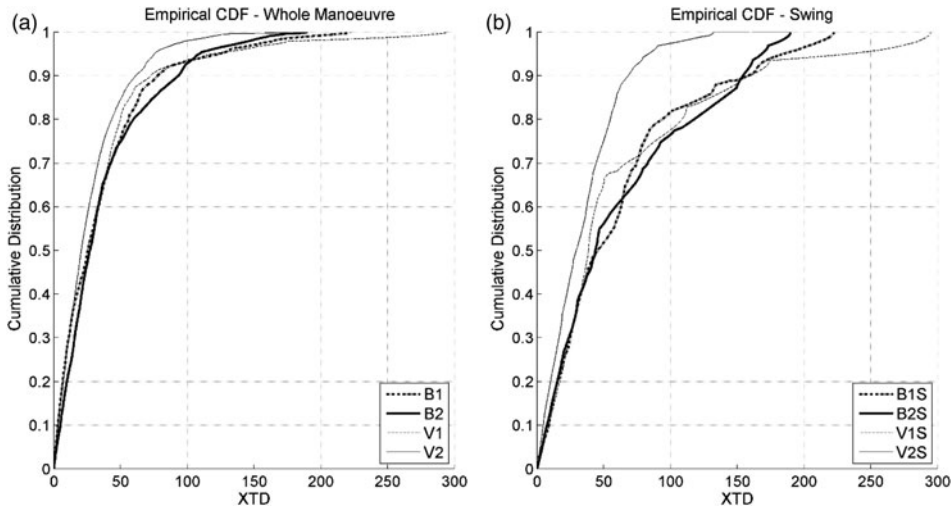 (a)
Empirical CDF - Whole Manoeuvre
1
0.9
0.8
0.7
0.6
0.5
0.4
0.3
0.2
0.1
0
Cumulative Distribution
0 50 100 150 200 250 300
XTD
B1
B2
V1
V2
(b)
Empirical CDF - Swing
1
0.9
0.8
0.7
0.6
0.5
0.4
0.3
0.2
0.1
0
Cumulative Distribution
0 50 100 150 200 250 300
XTD
B1S
B2S
V1S
V2S